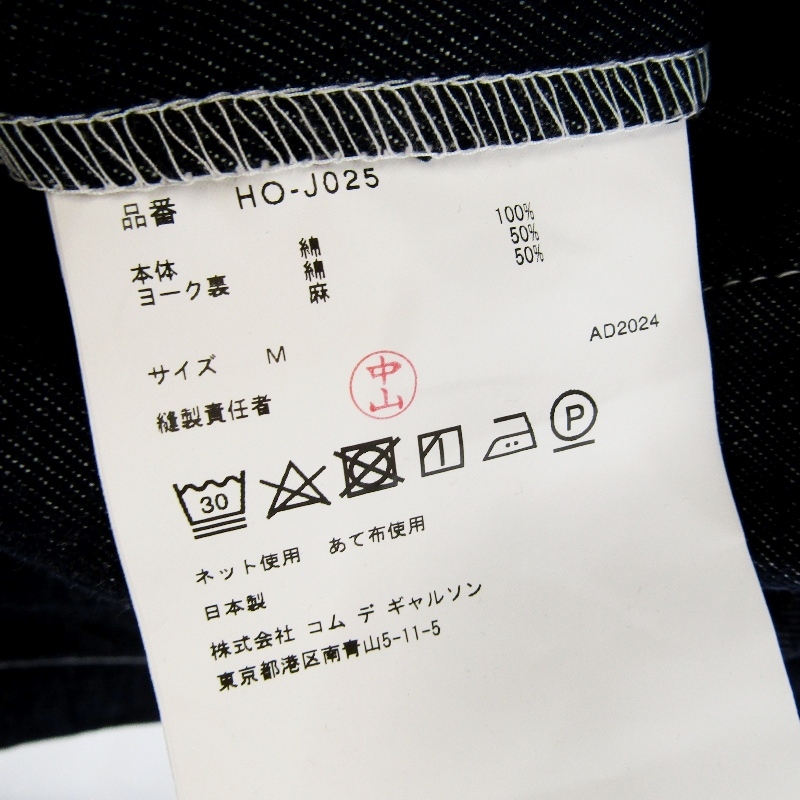 品番 HO-J025
本体 綿 100%
ヨーク裏 綿 50%
麻 50%
サイズ M
AD2024
縫製責任者 中山
30 P
ネット使用 あて布使用
日本製
株式会社 コム デ ギャルソン
東京都港区南青山5-11-5